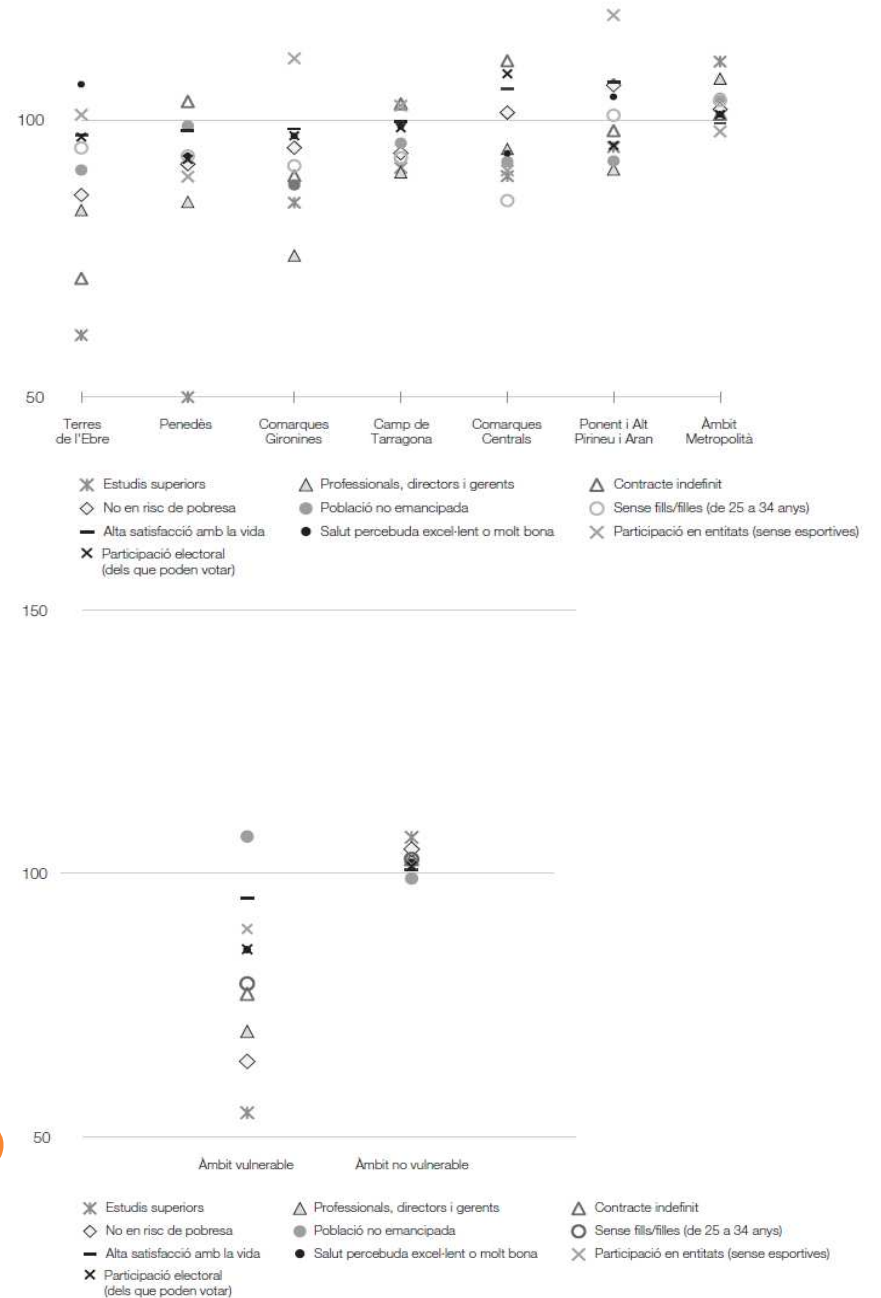 100
50
Terres
de l'Ebre
Penedès
Comarques
Gironines
Camp de
Tarragona
Comarques
Centrals
Ponent i Alt
Pirineu i Aran
Àmbit
Metropolità
Estudis superiors
Professionals, directors i gerents
Contracte indefinit
No en risc de pobresa
Població no emancipada
Sense fills/filles (de 25 a 34 anys)
Alta satisfacció amb la vida
Salut percebuda excel·lent o molt bona
Participació en entitats (sense esportives)
Participació electoral
(dels que poden votar)
150
100
50
Àmbit vulnerable
Àmbit no vulnerable
Estudis superiors
Professionals, directors i gerents
Contracte indefinit
No en risc de pobresa
Població no emancipada
Sense fills/filles (de 25 a 34 anys)
Alta satisfacció amb la vida
Salut percebuda excel·lent o molt bona
Participació en entitats (sense esportives)
Participació electoral
(dels que poden votar)